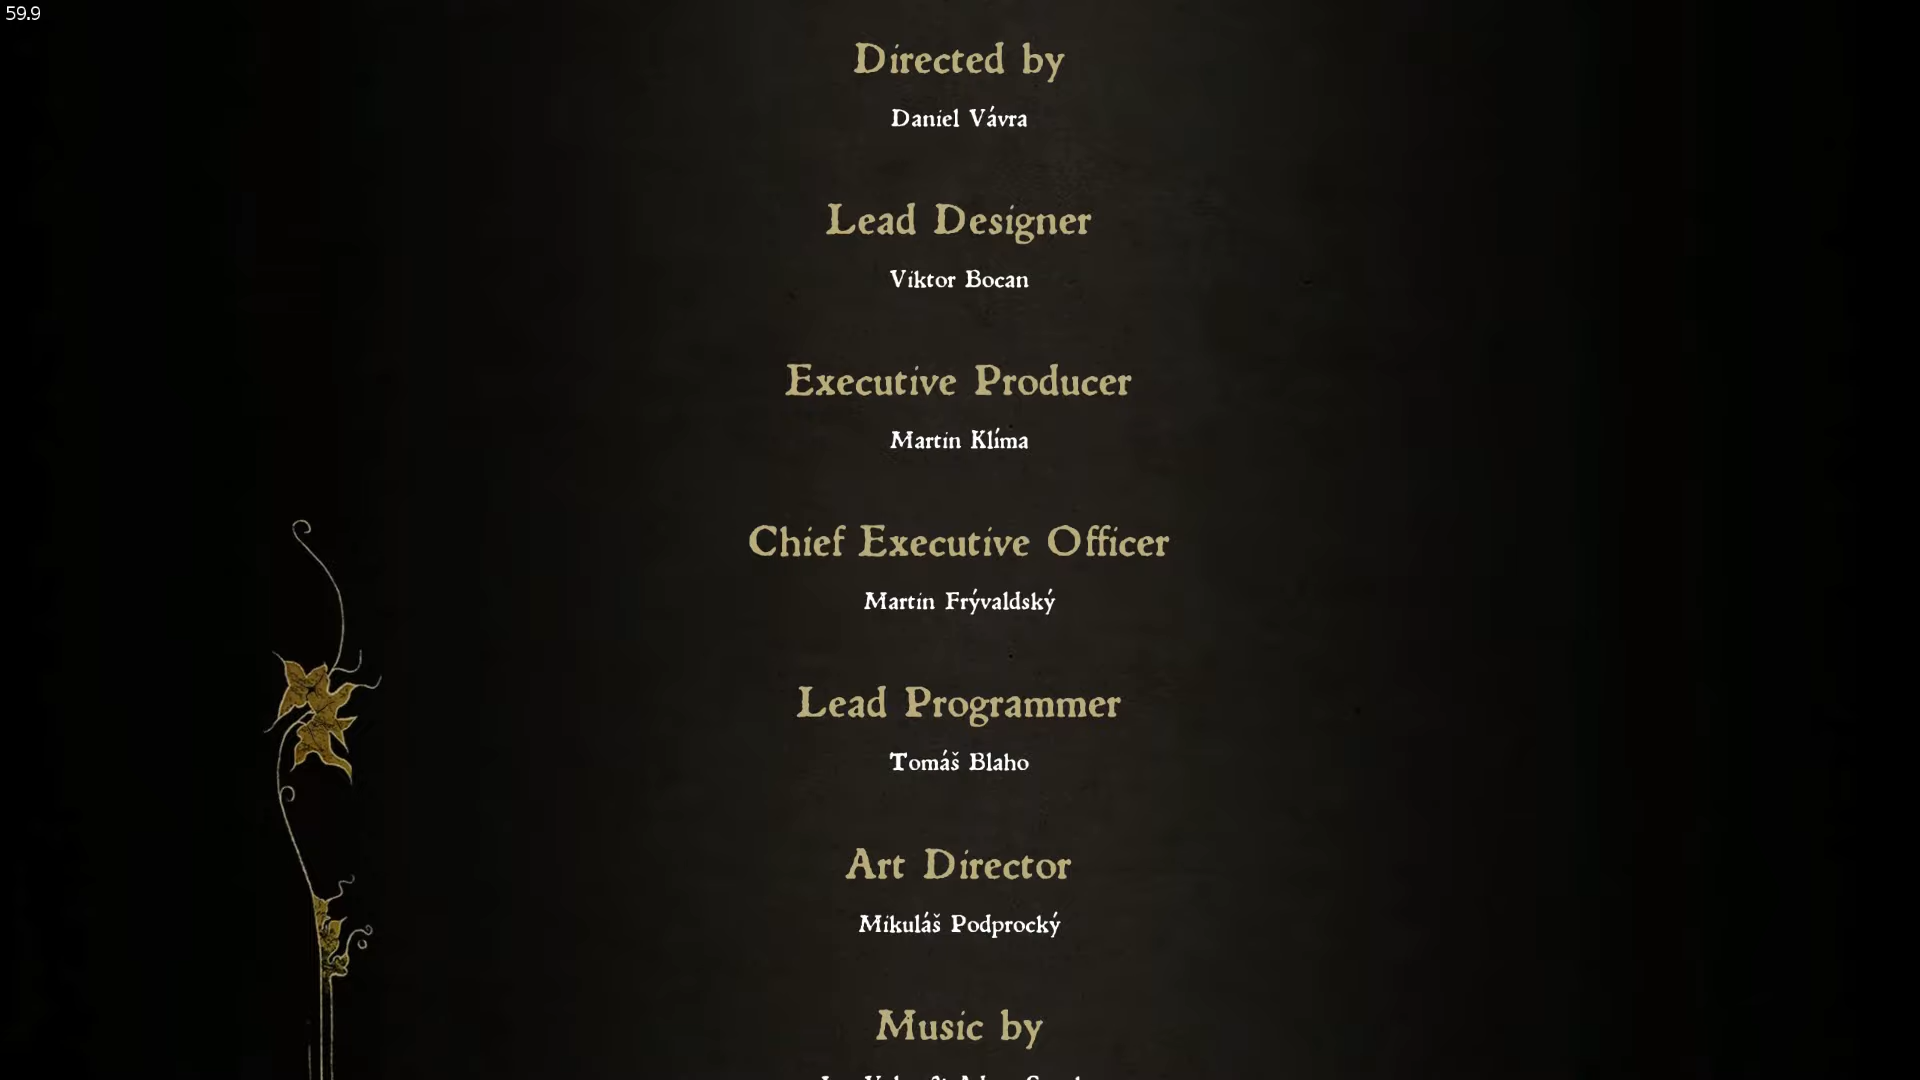 59.9
Directed by
Daniel Vávra
Lead Designer
Viktor Bocan
Executive Producer
Martin Klíma
Chief Executive Officer
Martin Frývaldský
Lead Programmer
Tomáš Blaho
Art Director
Mikuláš Podprocký
Music by